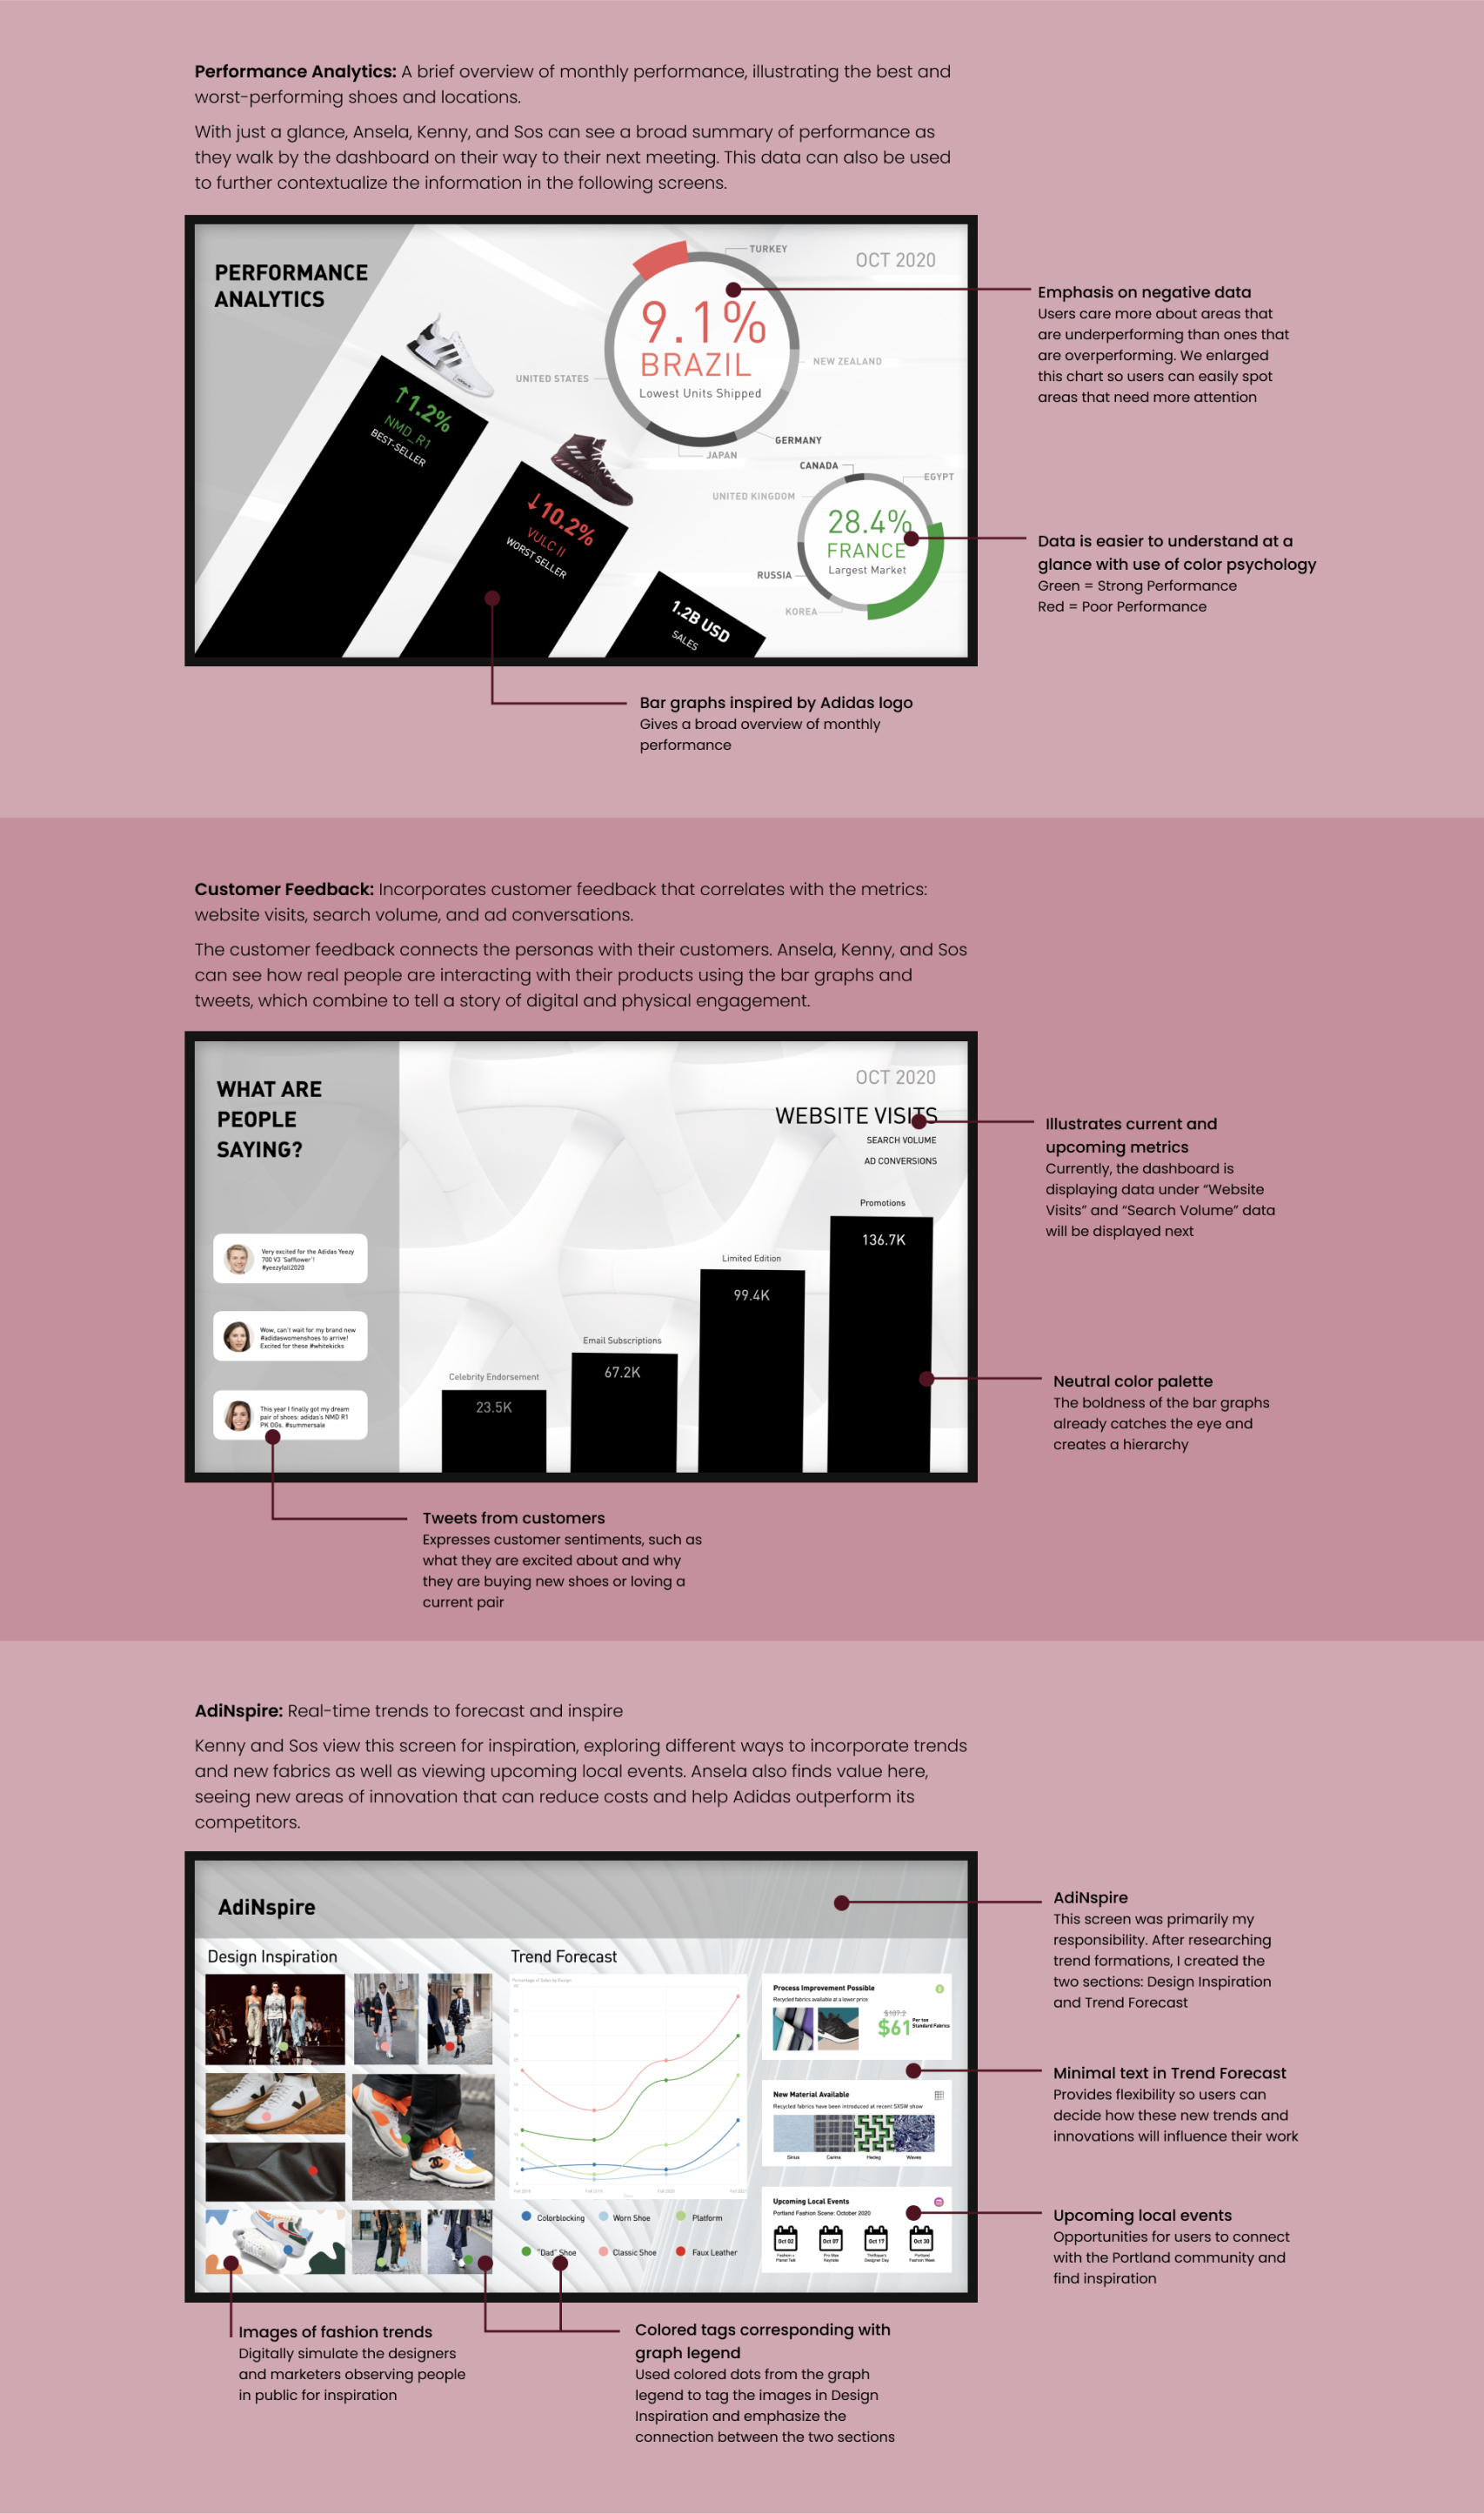 Performance Analytics: A brief overview of monthly performance, illustrating the best and
worst-performing shoes and locations.
With just a glance, Ansela, Kenny, and Sos can see a broad summary of performance as
they walk by the dashboard on their way to their next meeting. This data can also be used
to further contextualize the information in the following screens.
PERFORMANCE
ANALYTICS
OCT 2020
TURKEY
9.1%
BRAZIL
Lowest Units Shipped
NEW ZEALAND
UNITED STATES
GERMANY
JAPAN
↑1.2%
NMD_R1
BEST-SELLER
↓10.2%
VULC II
WORST SELLER
1.2B USD
SALES
CANADA
EGYPT
UNITED KINGDOM
28.4%
FRANCE
Largest Market
RUSSIA
KOREA
Emphasis on negative data
Users care more about areas that
are underperforming than ones that
are overperforming. We enlarged
this chart so users can easily spot
areas that need more attention
Data is easier to understand at a
glance with use of color psychology
Green = Strong Performance
Red = Poor Performance
Bar graphs inspired by Adidas logo
Gives a broad overview of monthly
performance
Customer Feedback: Incorporates customer feedback that correlates with the metrics:
website visits, search volume, and ad conversations.
The customer feedback connects the personas with their customers. Ansela, Kenny, and Sos
can see how real people are interacting with their products using the bar graphs and
tweets, which combine to tell a story of digital and physical engagement.
WHAT ARE
PEOPLE
SAYING?
Very excited for the Adidas Yeezy
700 V3 'Safflower'!
#yeezyfall2020
Wow, can't wait for my brand new
#adidaswomenshoes to arrive!
Excited for these #whitekicks
This year I finally got my dream
pair of shoes: adidas's NMD R1
PK OGs. #summersale
OCT 2020
WEBSITE VISITS
SEARCH VOLUME
AD CONVERSIONS
Promotions
136.7K
Limited Edition
99.4K
Email Subscriptions
67.2K
Celebrity Endorsement
23.5K
Illustrates current and
upcoming metrics
Currently, the dashboard is
displaying data under “Website
Visits” and “Search Volume” data
will be displayed next
Neutral color palette
The boldness of the bar graphs
already catches the eye and
creates a hierarchy
Tweets from customers
Expresses customer sentiments, such as
what they are excited about and why
they are buying new shoes or loving a
current pair
AdiNspire: Real-time trends to forecast and inspire
Kenny and Sos view this screen for inspiration, exploring different ways to incorporate trends
and new fabrics as well as viewing upcoming local events. Ansela also finds value here,
seeing new areas of innovation that can reduce costs and help Adidas outperform its
competitors.
AdiNspire
Design Inspiration
Trend Forecast
Percentage of Sales by Design
Fall 2019
Fall 2020
Fall 2021
Colorblocking
Worn Shoe
Platform
"Dad" Shoe
Classic Shoe
Faux Leather
Process Improvement Possible
Recycled fabrics available at a lower price
$107.2
$61
Per ton
Standard Fabrics
New Material Available
Recycled fabrics have been introduced at recent SXSW show
Sirius
Carina
Hadeg
Waves
Upcoming Local Events
Portland Fashion Scene: October 2020
Oct 02
Oct 07
Oct 17
Oct 30
Fashion +
Planet Talk
Pro Max
Keynote
Designer Day
Portland
Fashion Week
AdiNspire
This screen was primarily my
responsibility. After researching
trend formations, I created the
two sections: Design Inspiration
and Trend Forecast
Minimal text in Trend Forecast
Provides flexibility so users can
decide how these new trends and
innovations will influence their work
Upcoming local events
Opportunities for users to connect
with the Portland community and
find inspiration
Images of fashion trends
Digitally simulate the designers
and marketers observing people
in public for inspiration
Colored tags corresponding with
graph legend
Used colored dots from the graph
legend to tag the images in Design
Inspiration and emphasize the
connection between the two sections